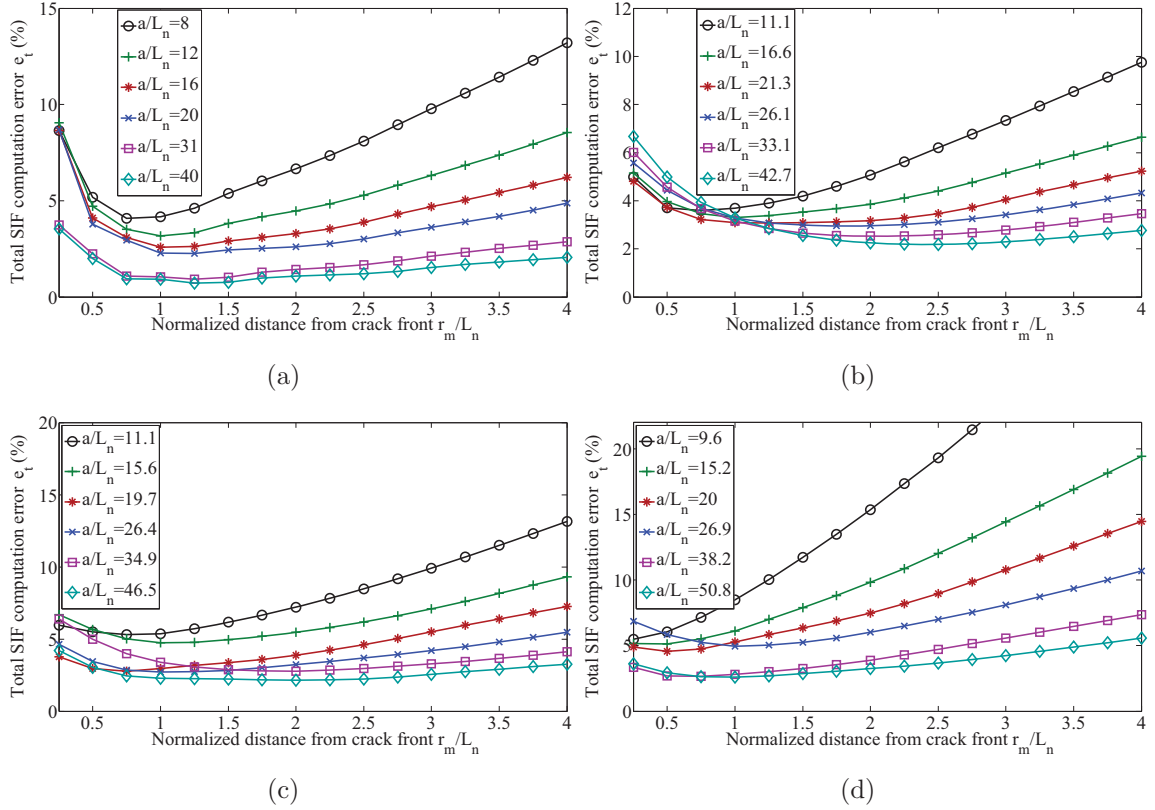 Total SIF computation error e_t (%)
15
10
5
0
a/L_n=8
a/L_n=12
a/L_n=16
a/L_n=20
a/L_n=31
a/L_n=40
0.5 1 1.5 2 2.5 3 3.5 4
Normalized distance from crack front r_m/L_n
(a)
Total SIF computation error e_t (%)
12
10
8
6
4
2
0
a/L_n=11.1
a/L_n=16.6
a/L_n=21.3
a/L_n=26.1
a/L_n=33.1
a/L_n=42.7
0.5 1 1.5 2 2.5 3 3.5 4
Normalized distance from crack front r_m/L_n
(b)
Total SIF computation error e_t (%)
20
15
10
5
0
a/L_n=11.1
a/L_n=15.6
a/L_n=19.7
a/L_n=26.4
a/L_n=34.9
a/L_n=46.5
0.5 1 1.5 2 2.5 3 3.5 4
Normalized distance from crack front r_m/L_n
(c)
Total SIF computation error e_t (%)
20
15
10
5
0
a/L_n=9.6
a/L_n=15.2
a/L_n=20
a/L_n=26.9
a/L_n=38.2
a/L_n=50.8
0.5 1 1.5 2 2.5 3 3.5 4
Normalized distance from crack front r_m/L_n
(d)